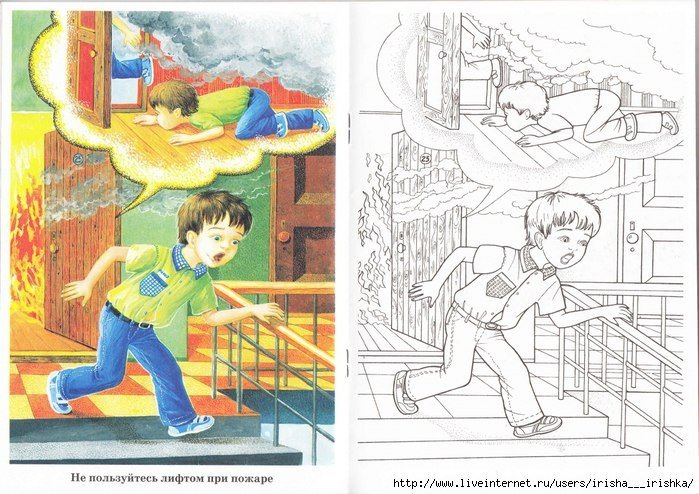 23
Не пользуйтесь лифтом при пожаре
http://www.liveinternet.ru/users/irisha___irishka/